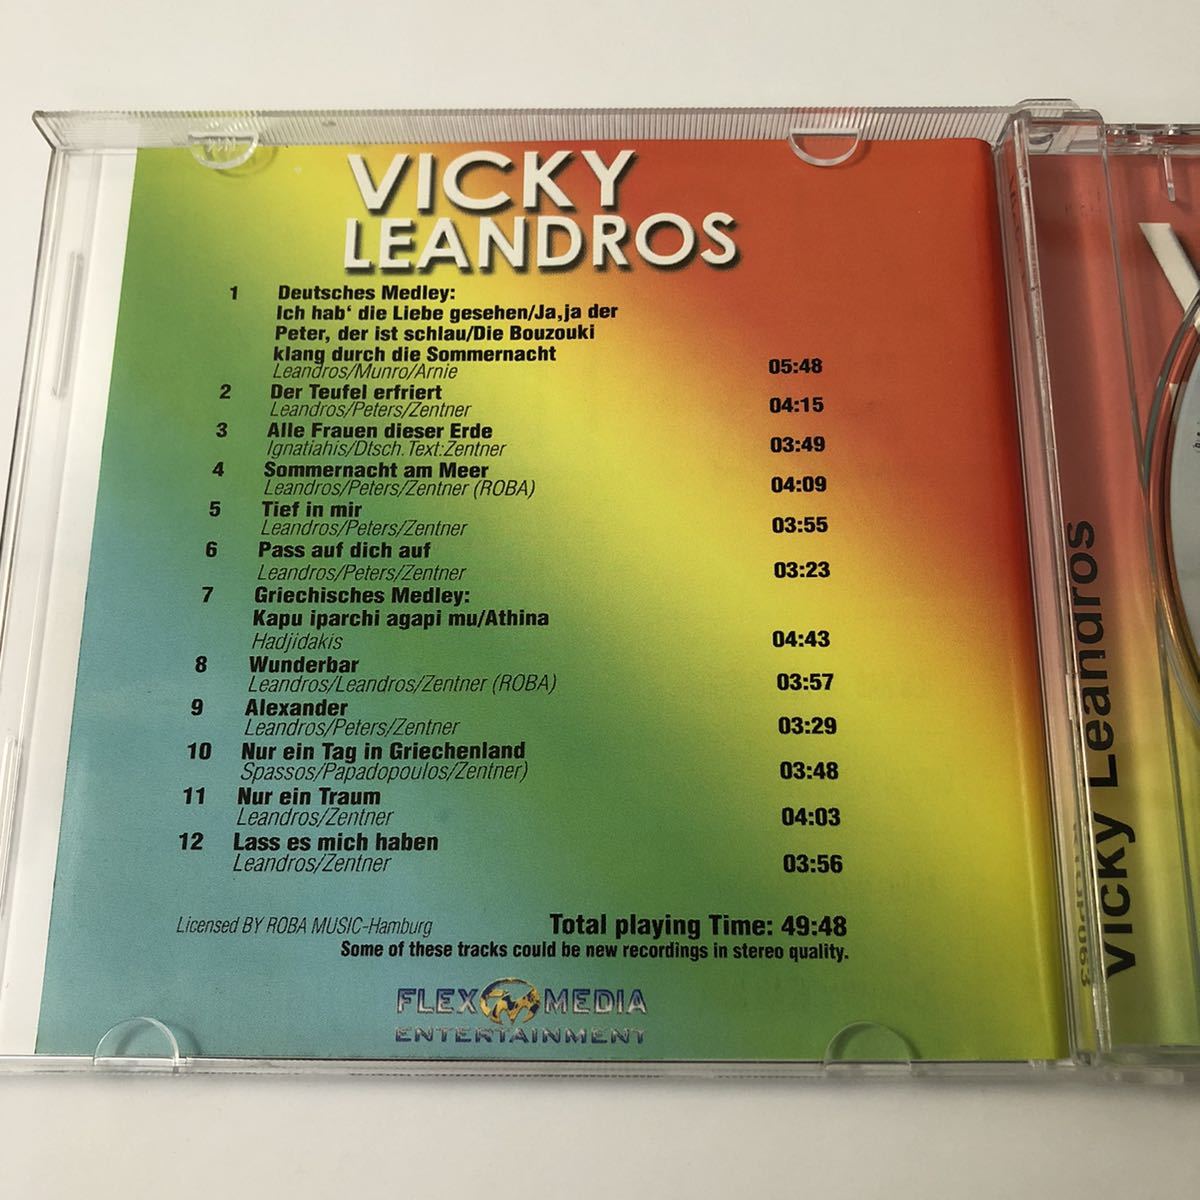 VICKY
LEANDROS
1 Deutsches Medley:
Ich hab' die Liebe gesehen/Ja,ja der
Peter, der ist schlau/Die Bouzouki
klang durch die Sommernacht 05:48
Leandros/Munro/Arnie
2 Der Teufel erfriert 04:15
Leandros/Peters/Zentner
3 Alle Frauen dieser Erde 03:49
Ignatiahis/Dtsch.Text:Zentner
4 Sommernacht am Meer 04:09
Leandros/Peters/Zentner (ROBA)
5 Tief in mir 03:55
Leandros/Peters/Zentner
6 Pass auf dich auf 03:23
Leandros/Peters/Zentner
7 Griechisches Medley:
Kapu iparchi agapi mu/Athina 04:43
Hadjidakis
8 Wunderbar 03:57
Leandros/Leandros/Zentner (ROBA)
9 Alexander 03:29
Leandros/Peters/Zentner
10 Nur ein Tag in Griechenland 03:48
Spassos/Papadopoulos/Zentner)
11 Nur ein Traum 04:03
Leandros/Zentner
12 Lass es mich haben 03:56
Leandros/Zentner
Licensed BY ROBA MUSIC-Hamburg Total playing Time: 49:48
Some of these tracks could be new recordings in stereo quality.
FLEX MEDIA
ENTERTAINMENT
Vicky Leandros